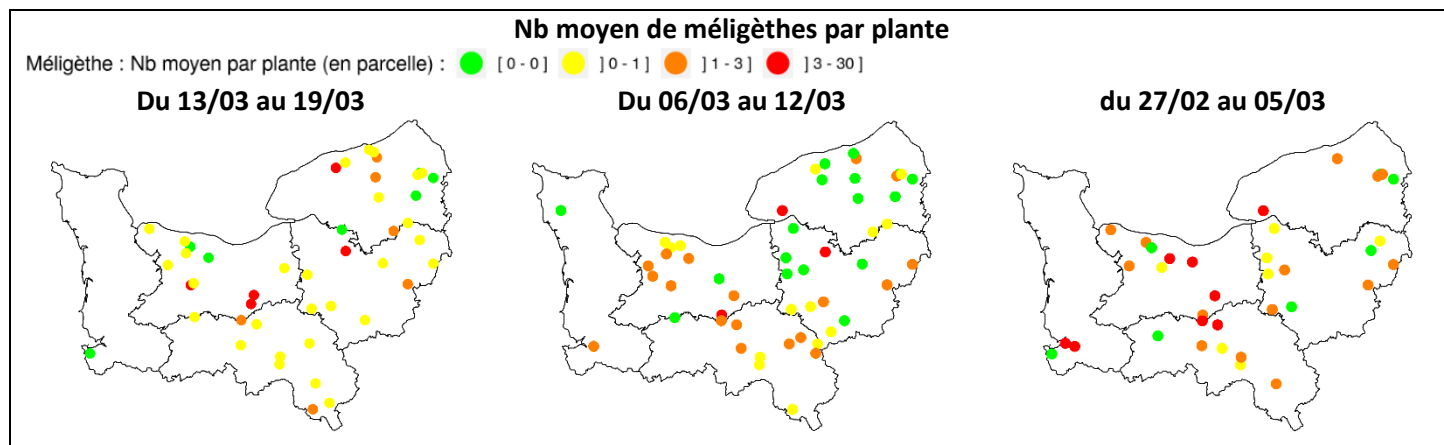 Nb moyen de méligèthes par plante
Méligèthe : Nb moyen par plante (en parcelle) : [ 0 - 0 ] ] 0 - 1 ] ] 1 - 3 ] ] 3 - 30 ]
Du 13/03 au 19/03 Du 06/03 au 12/03 du 27/02 au 05/03